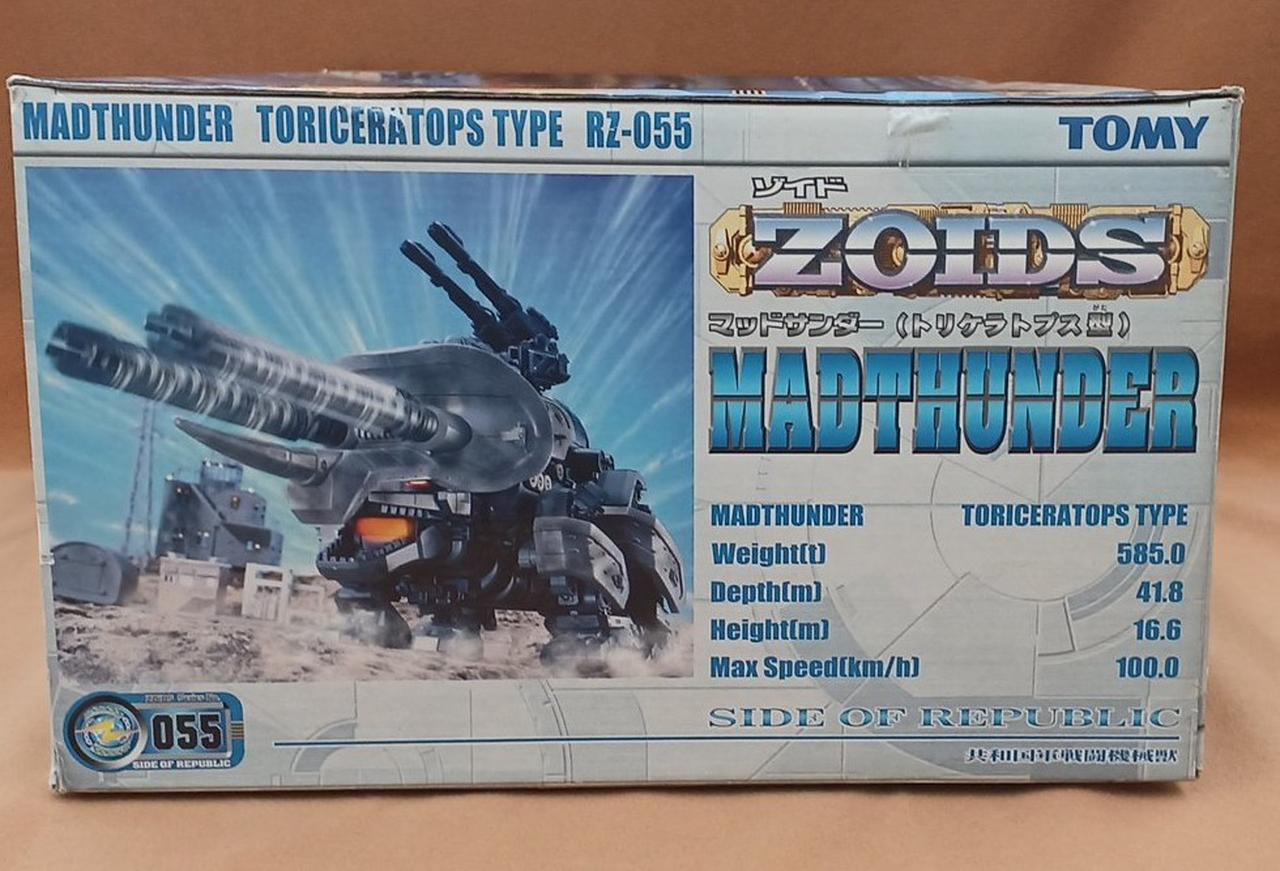 MADTHUNDER TORICERATOPS TYPE RZ-055
TOMY
ゾイド
ZOIDS
マッドサンダー（トリケラトプス型）
がた
MADTHUNDER
MADTHUNDER TORICERATOPS TYPE
Weight(t) 585.0
Depth(m) 41.8
Height(m) 16.6
Max Speed(km/h) 100.0
SIDE OF REPUBLIC
共和国軍戦闘機械獣
055
SIDE OF REPUBLIC